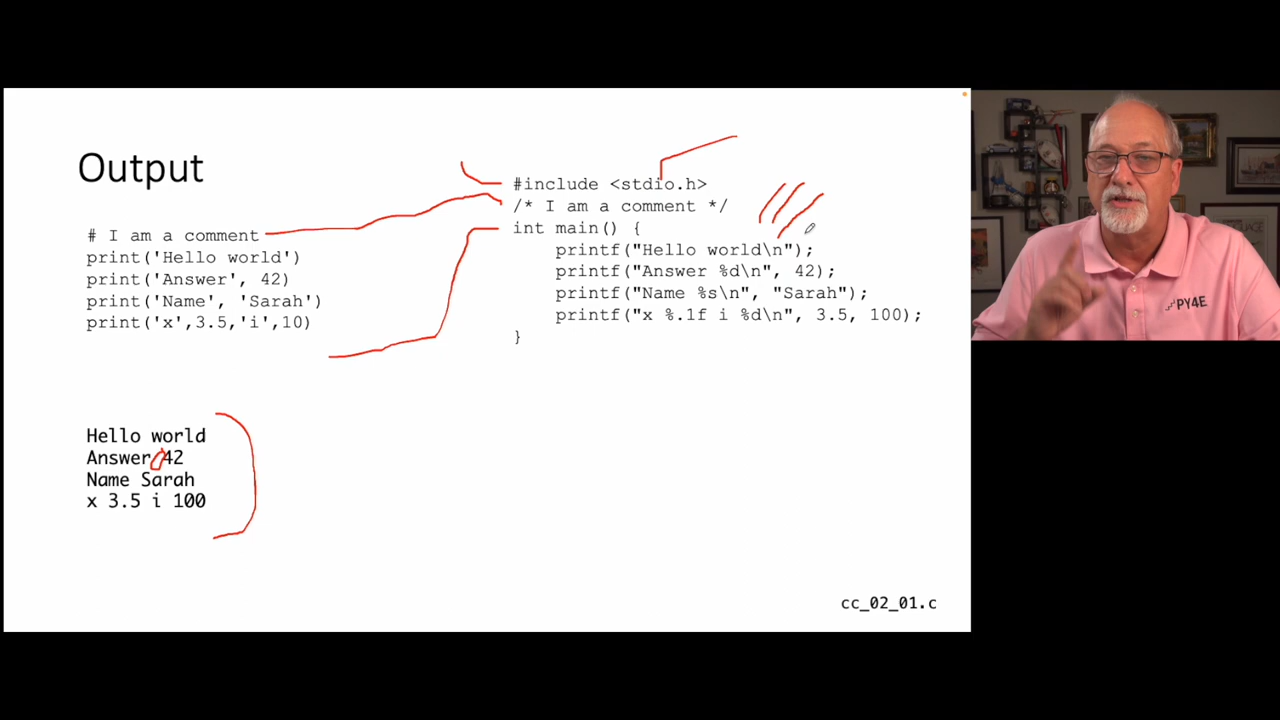 Output
# I am a comment
print('Hello world')
print('Answer', 42)
print('Name', 'Sarah')
print('x',3.5,'i',10)
#include <stdio.h>
/* I am a comment */
int main() {
    printf("Hello world\n");
    printf("Answer %d\n", 42);
    printf("Name %s\n", "Sarah");
    printf("x %.1f i %d\n", 3.5, 100);
}
Hello world
Answer 42
Name Sarah
x 3.5 i 100
cc_02_01.c
PY4E